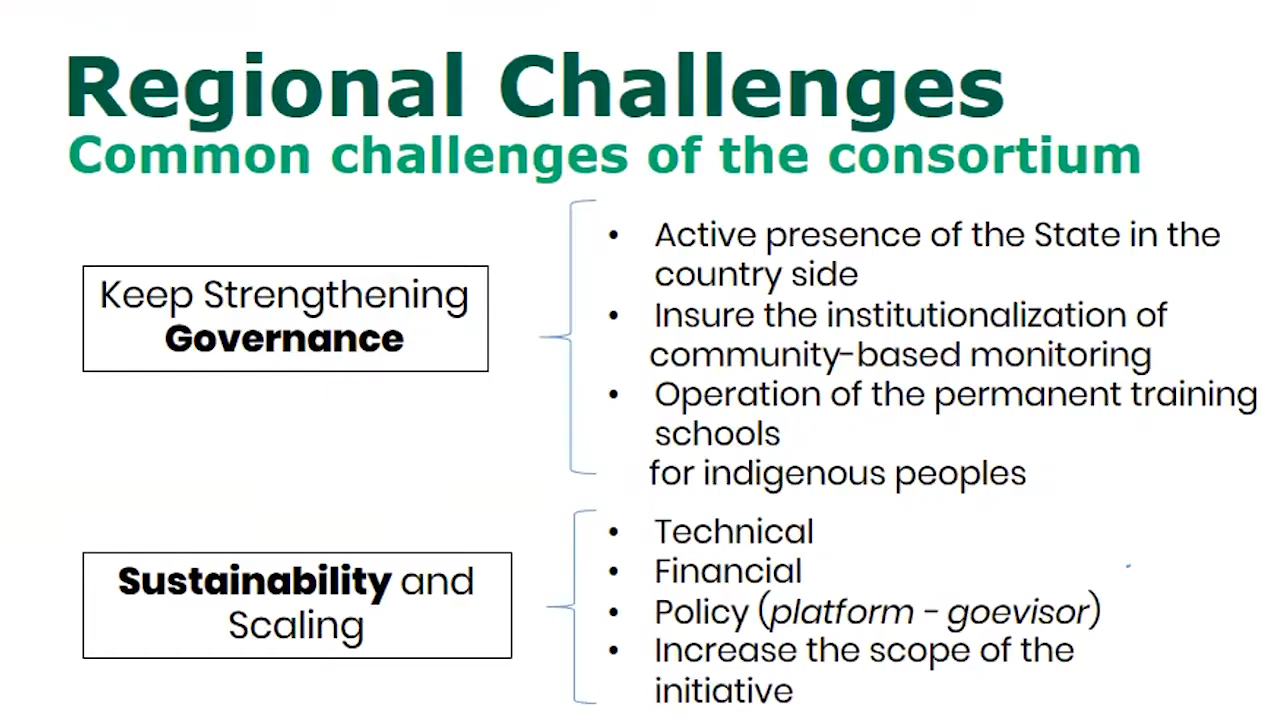 Regional Challenges
Common challenges of the consortium
Keep Strengthening
Governance
• Active presence of the State in the
country side
• Insure the institutionalization of
community-based monitoring
• Operation of the permanent training
schools
for indigenous peoples
Sustainability and
Scaling
• Technical
• Financial
• Policy (platform - goevisor)
• Increase the scope of the
initiative